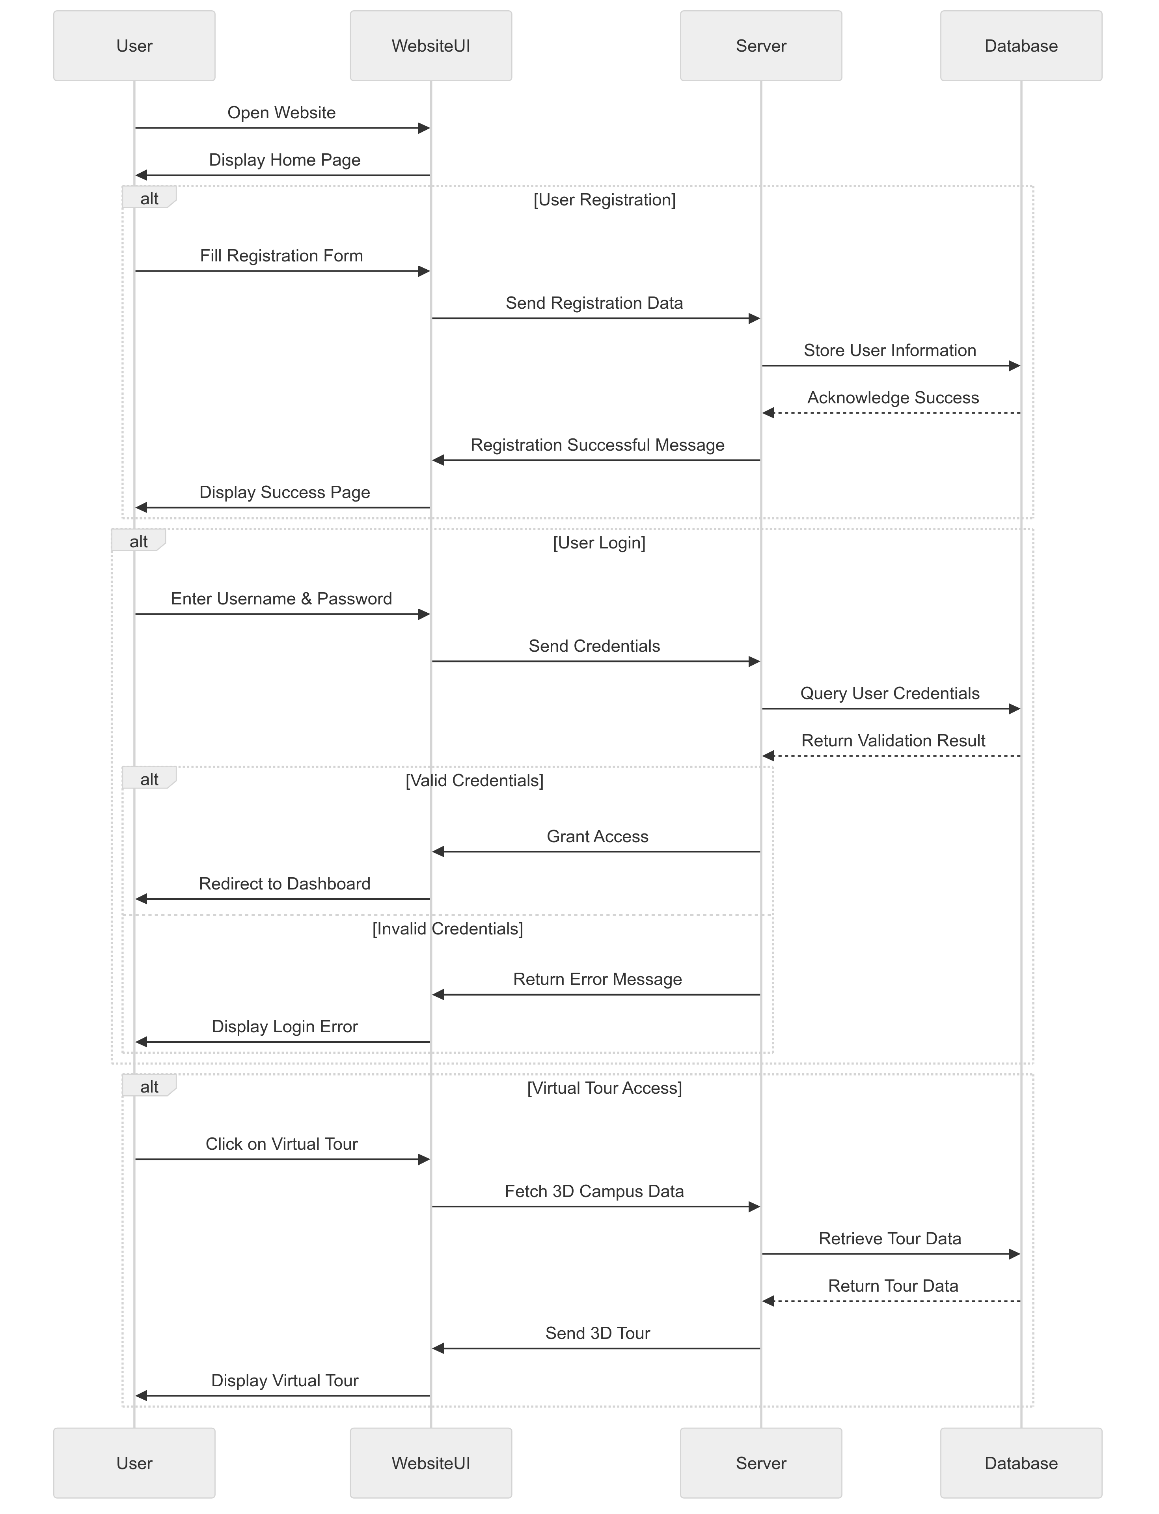 User
WebsiteUI
Server
Database
Open Website
Display Home Page
alt
[User Registration]
Fill Registration Form
Send Registration Data
Store User Information
Acknowledge Success
Registration Successful Message
Display Success Page
alt
[User Login]
Enter Username & Password
Send Credentials
Query User Credentials
Return Validation Result
alt
[Valid Credentials]
Grant Access
Redirect to Dashboard
[Invalid Credentials]
Return Error Message
Display Login Error
alt
[Virtual Tour Access]
Click on Virtual Tour
Fetch 3D Campus Data
Retrieve Tour Data
Return Tour Data
Send 3D Tour
Display Virtual Tour
User
WebsiteUI
Server
Database